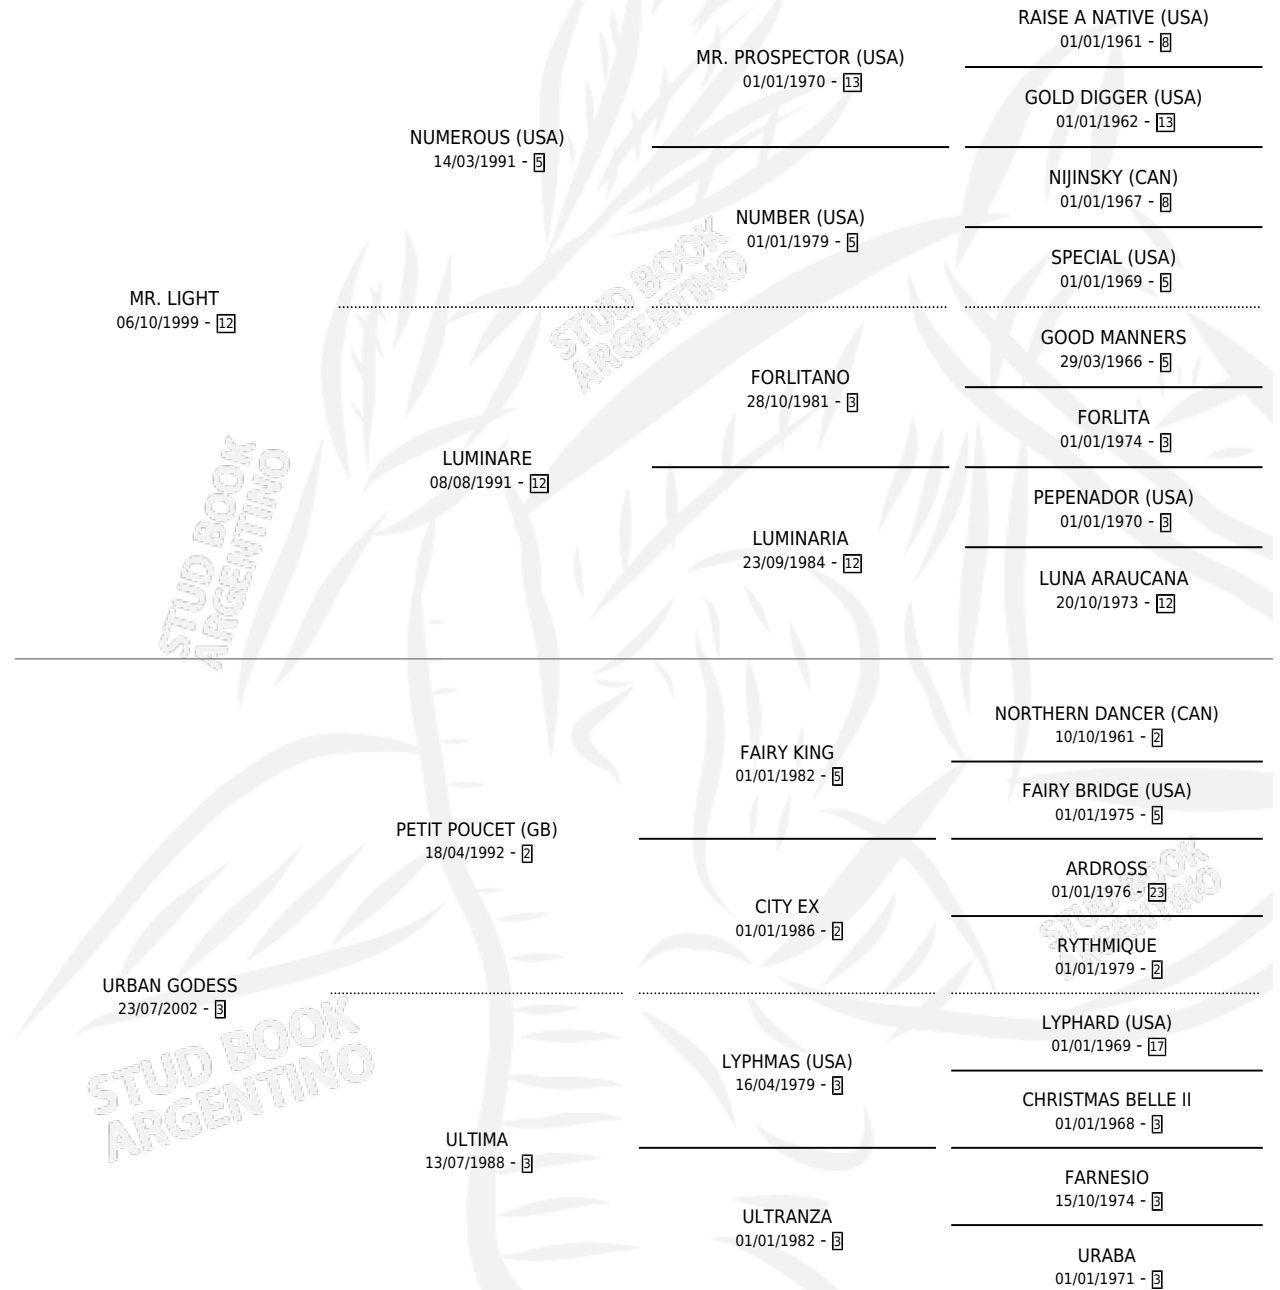 RAISE A NATIVE (USA)
01/01/1961 - 8
MR. PROSPECTOR (USA)
01/01/1970 - 13
GOLD DIGGER (USA)
01/01/1962 - 13
NUMEROUS (USA)
14/03/1991 - 5
NIJINSKY (CAN)
01/01/1967 - 8
NUMBER (USA)
01/01/1979 - 5
SPECIAL (USA)
01/01/1969 - 5
MR. LIGHT
06/10/1999 - 12
GOOD MANNERS
29/03/1966 - 5
FORLITANO
28/10/1981 - 3
FORLITA
01/01/1974 - 3
LUMINARE
08/08/1991 - 12
PEPENADOR (USA)
01/01/1970 - 3
LUMINARIA
23/09/1984 - 12
LUNA ARAUCANA
20/10/1973 - 12
NORTHERN DANCER (CAN)
10/10/1961 - 2
FAIRY KING
01/01/1982 - 5
FAIRY BRIDGE (USA)
01/01/1975 - 5
PETIT POUCET (GB)
18/04/1992 - 2
ARDROSS
01/01/1976 - 23
CITY EX
01/01/1986 - 2
RYTHMIQUE
01/01/1979 - 2
URBAN GODESS
23/07/2002 - 3
LYPHARD (USA)
01/01/1969 - 17
LYPHMAS (USA)
16/04/1979 - 3
CHRISTMAS BELLE II
01/01/1968 - 3
ULTIMA
13/07/1988 - 3
FARNESIO
15/10/1974 - 3
ULTRANZA
01/01/1982 - 3
URABA
01/01/1971 - 3
STUD BOOK
ARGENTINO
STUD BOOK
ARGENTINO
STUD BOOK
ARGENTINO
STUD BOOK
ARGENTINO